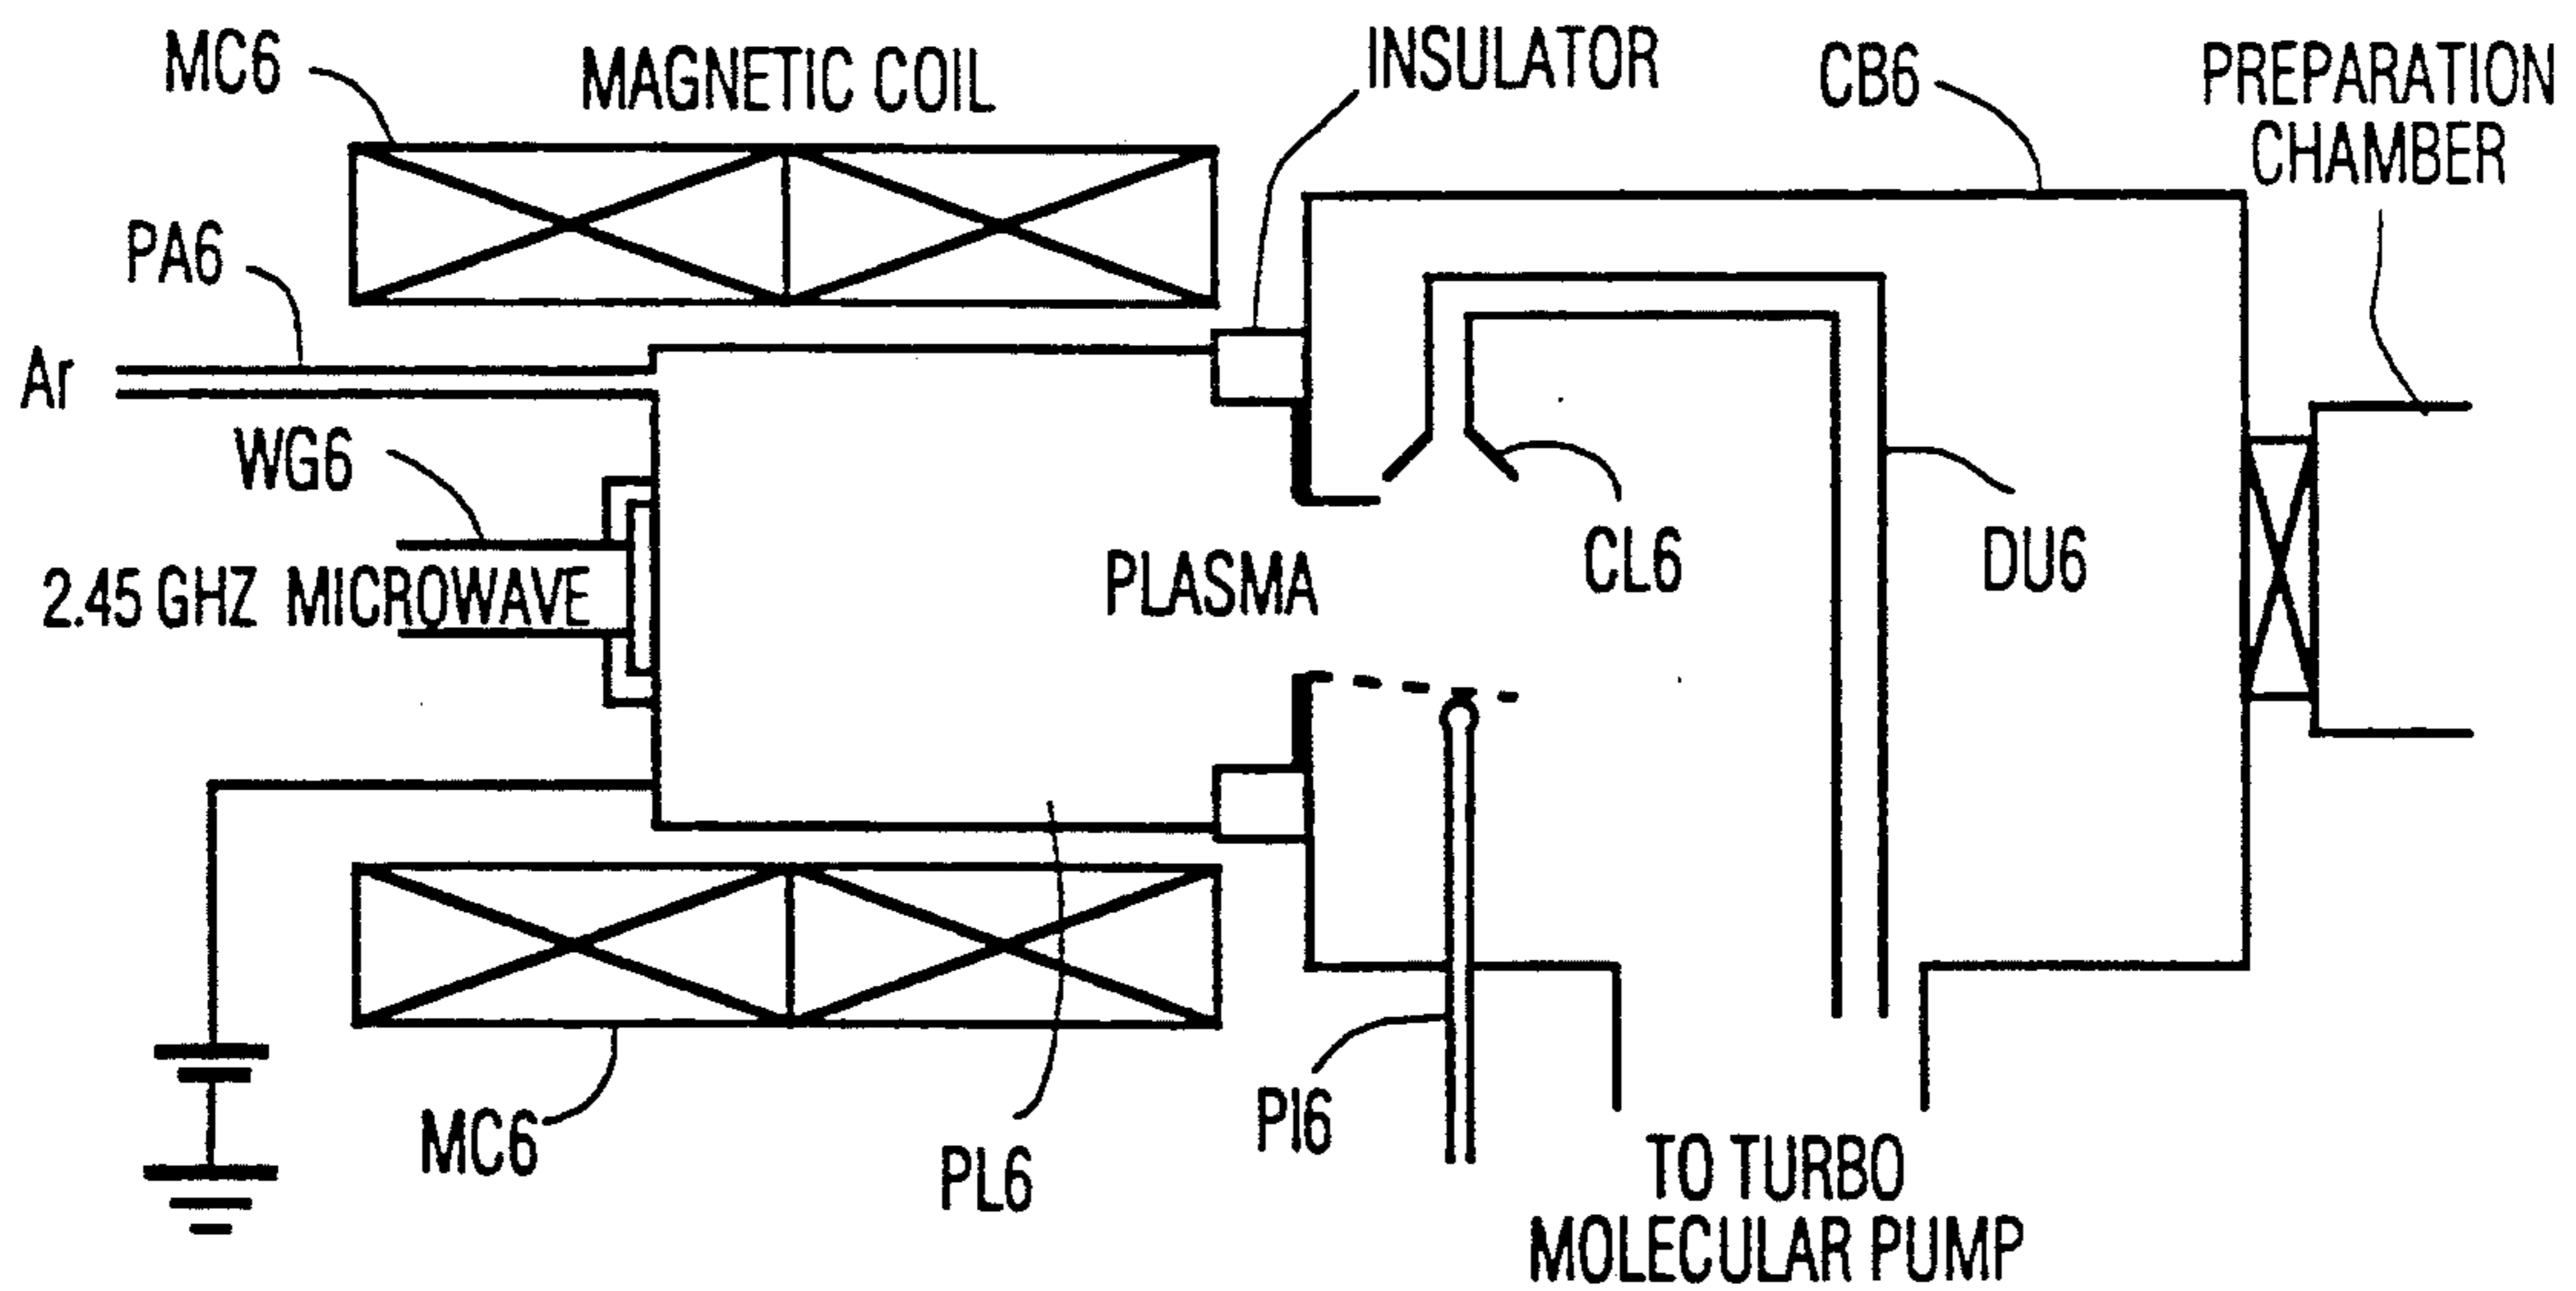 MC6
MAGNETIC COIL
INSULATOR
CB6
PREPARATION
CHAMBER
PA6
Ar
WG6
2.45 GHZ MICROWAVE
PLASMA
CL6
DU6
MC6
PL6
PI6
TO TURBO
MOLECULAR PUMP